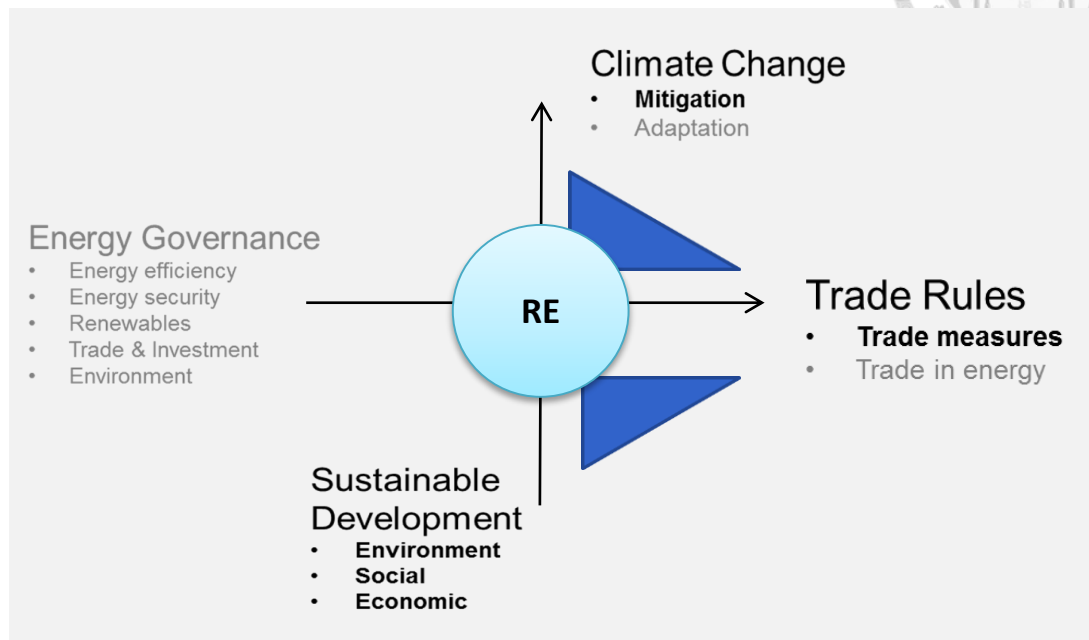 Climate Change
• Mitigation
• Adaptation
Energy Governance
• Energy efficiency
• Energy security
• Renewables
• Trade & Investment
• Environment
RE
Trade Rules
• Trade measures
• Trade in energy
Sustainable
Development
• Environment
• Social
• Economic